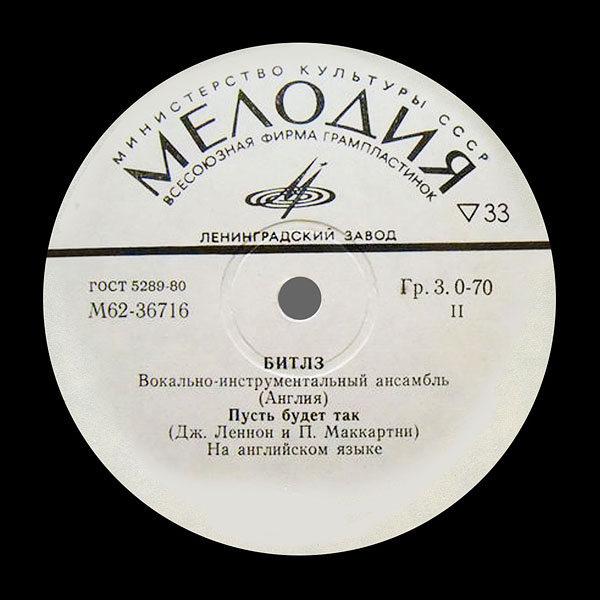 МИНИСТЕРСТВО КУЛЬТУРЫ СССР
МЕЛОДИЯ
ВСЕСОЮЗНАЯ ФИРМА ГРАМПЛАСТИНОК
▽33
ЛЕНИНГРАДСКИЙ ЗАВОД
ГОСТ 5289-80
Гр. 3. 0-70
М62-36716
II
БИТЛЗ
Вокально-инструментальный ансамбль
(Англия)
Пусть будет так
(Дж. Леннон и П. Маккартни)
На английском языке